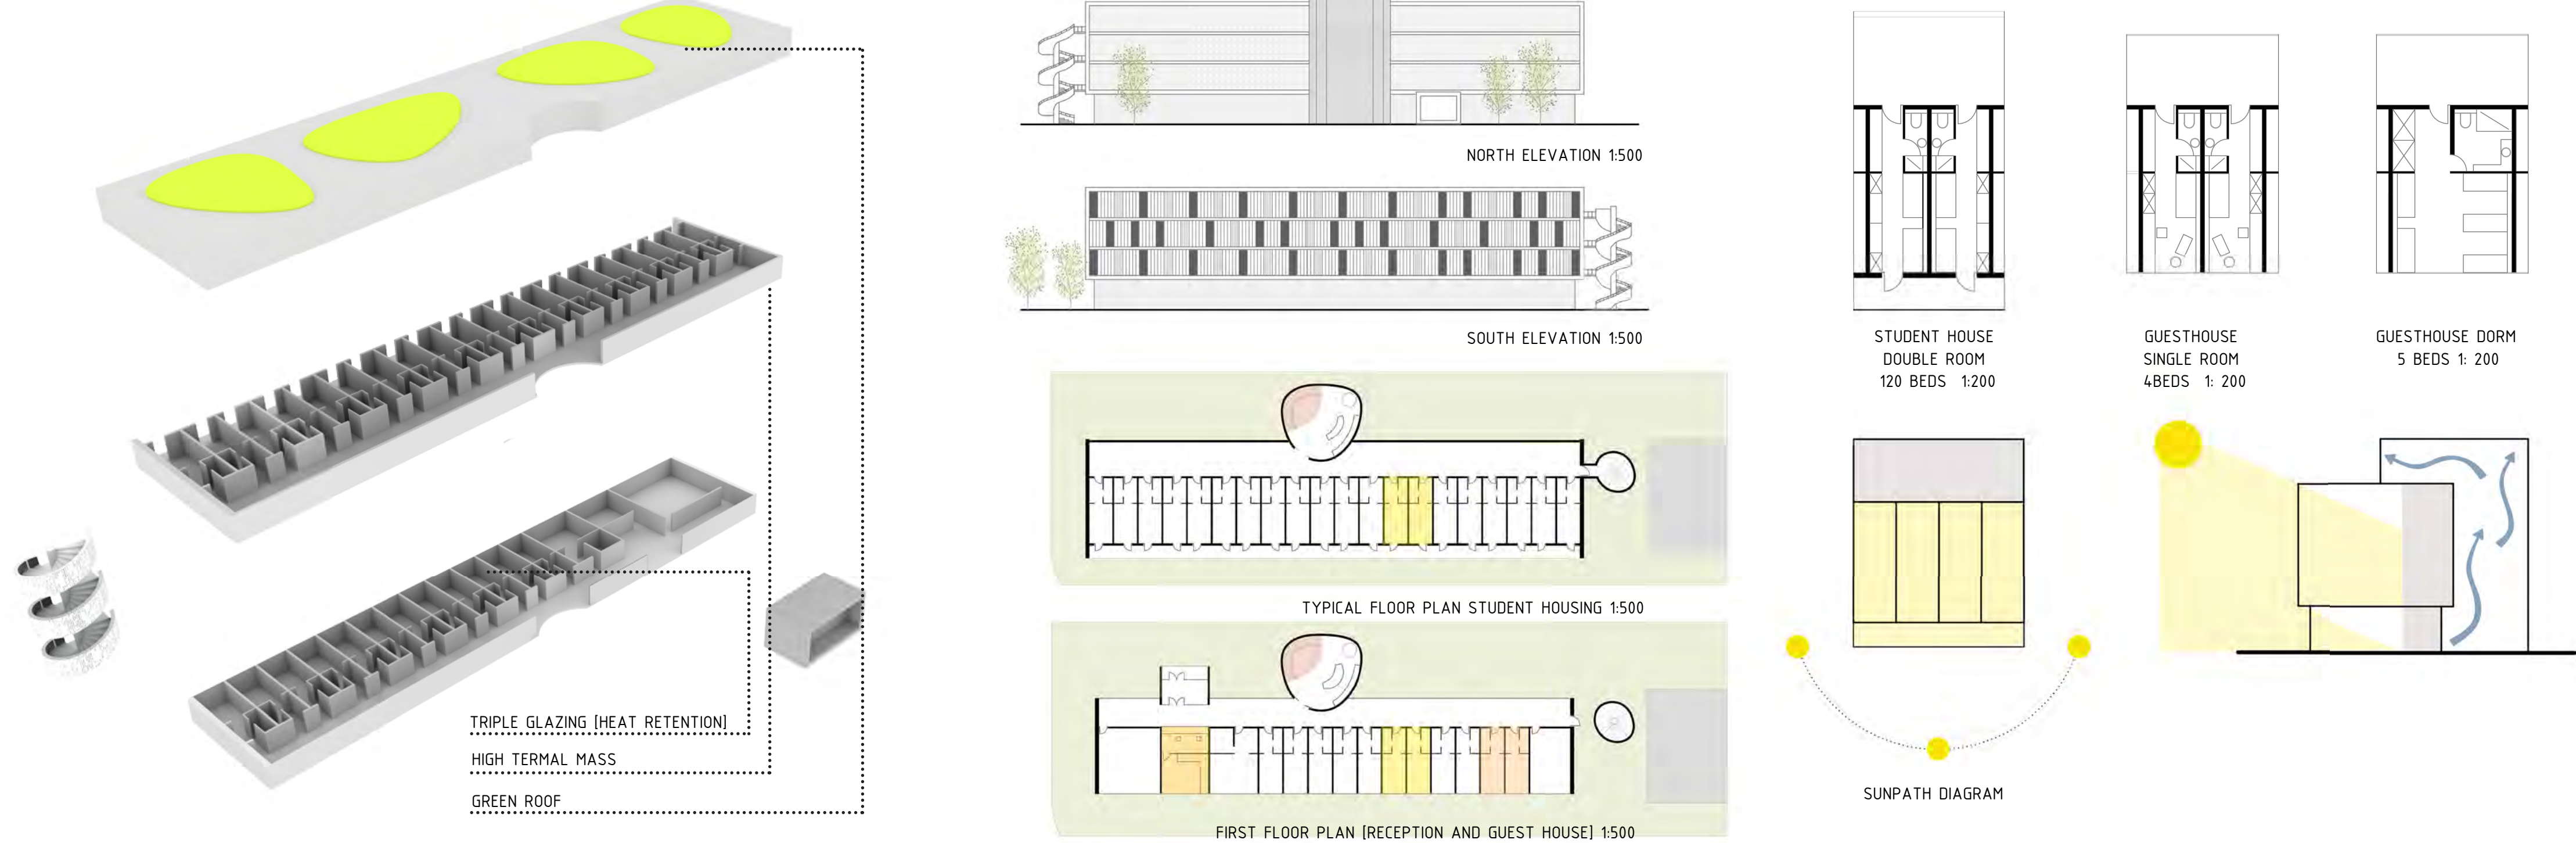 TRIPLE GLAZING [HEAT RETENTION]
HIGH TERMAL MASS
GREEN ROOF
NORTH ELEVATION 1:500
SOUTH ELEVATION 1:500
TYPICAL FLOOR PLAN STUDENT HOUSING 1:500
FIRST FLOOR PLAN [RECEPTION AND GUEST HOUSE] 1:500
STUDENT HOUSE
DOUBLE ROOM
120 BEDS 1:200
GUESTHOUSE
SINGLE ROOM
4BEDS 1: 200
GUESTHOUSE DORM
5 BEDS 1: 200
SUNPATH DIAGRAM